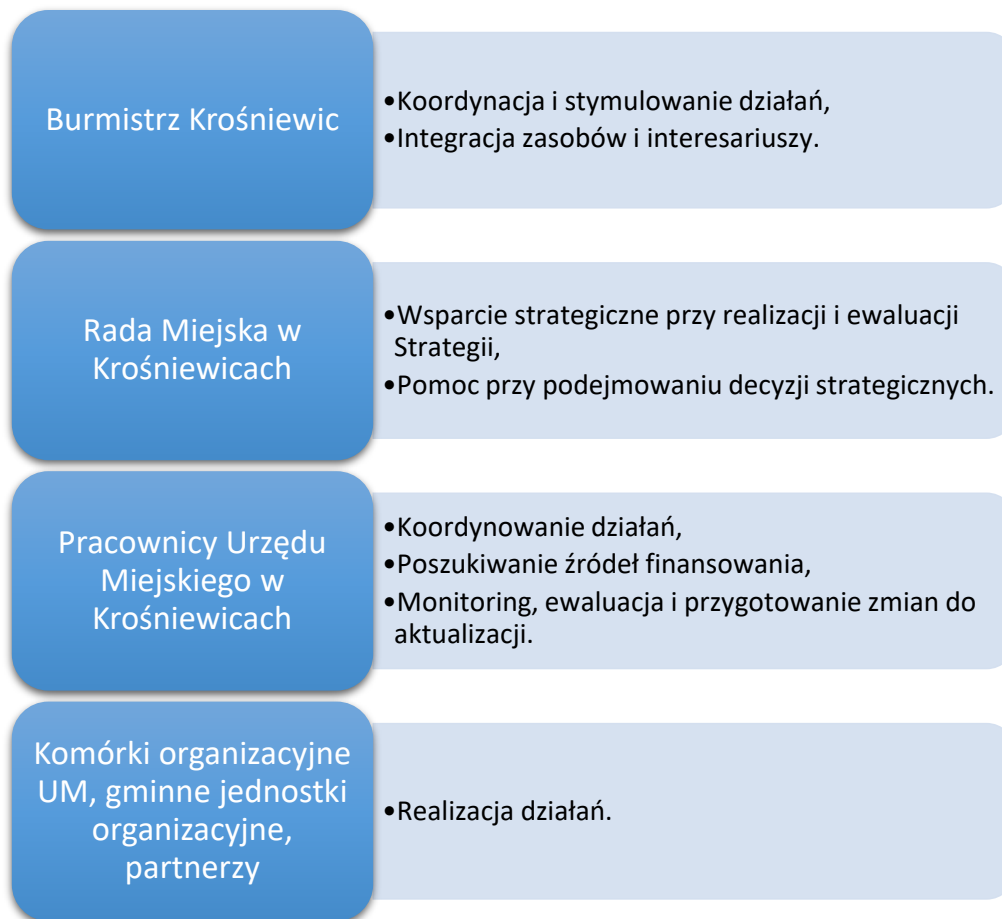 Burmistrz Krośniewic
•Koordynacja i stymulowanie działań,
•Integracja zasobów i interesariuszy.
Rada Miejska w
Krośniewicach
•Wsparcie strategiczne przy realizacji i ewaluacji
Strategii,
•Pomoc przy podejmowaniu decyzji strategicznych.
Pracownicy Urzędu
Miejskiego w
Krośniewicach
•Koordynowanie działań,
•Poszukiwanie źródeł finansowania,
•Monitoring, ewaluacja i przygotowanie zmian do
aktualizacji.
Komórki organizacyjne
UM, gminne jednostki
organizacyjne,
partnerzy
•Realizacja działań.